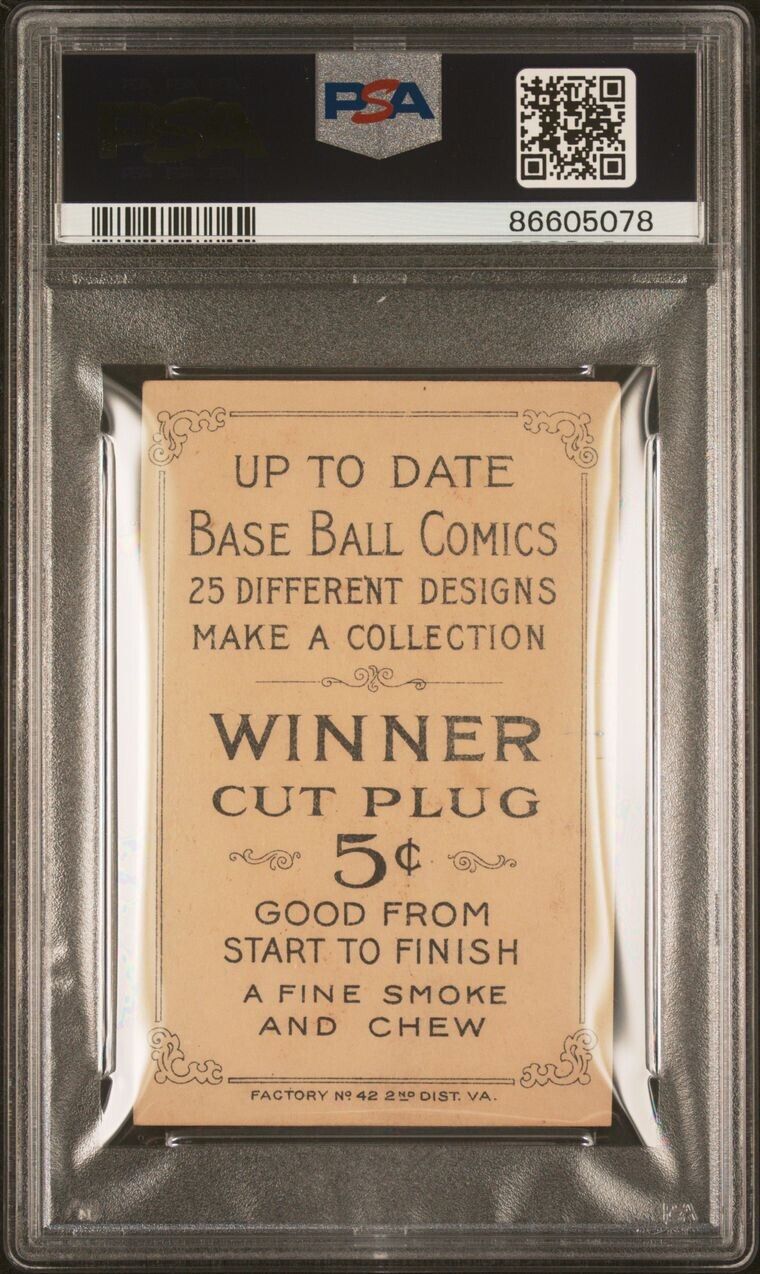 PSA
86605078
UP TO DATE
BASE BALL COMICS
25 DIFFERENT DESIGNS
MAKE A COLLECTION
WINNER
CUT PLUG
5¢
GOOD FROM
START TO FINISH
A FINE SMOKE
AND CHEW
FACTORY Nº 42 2ND DIST. VA.